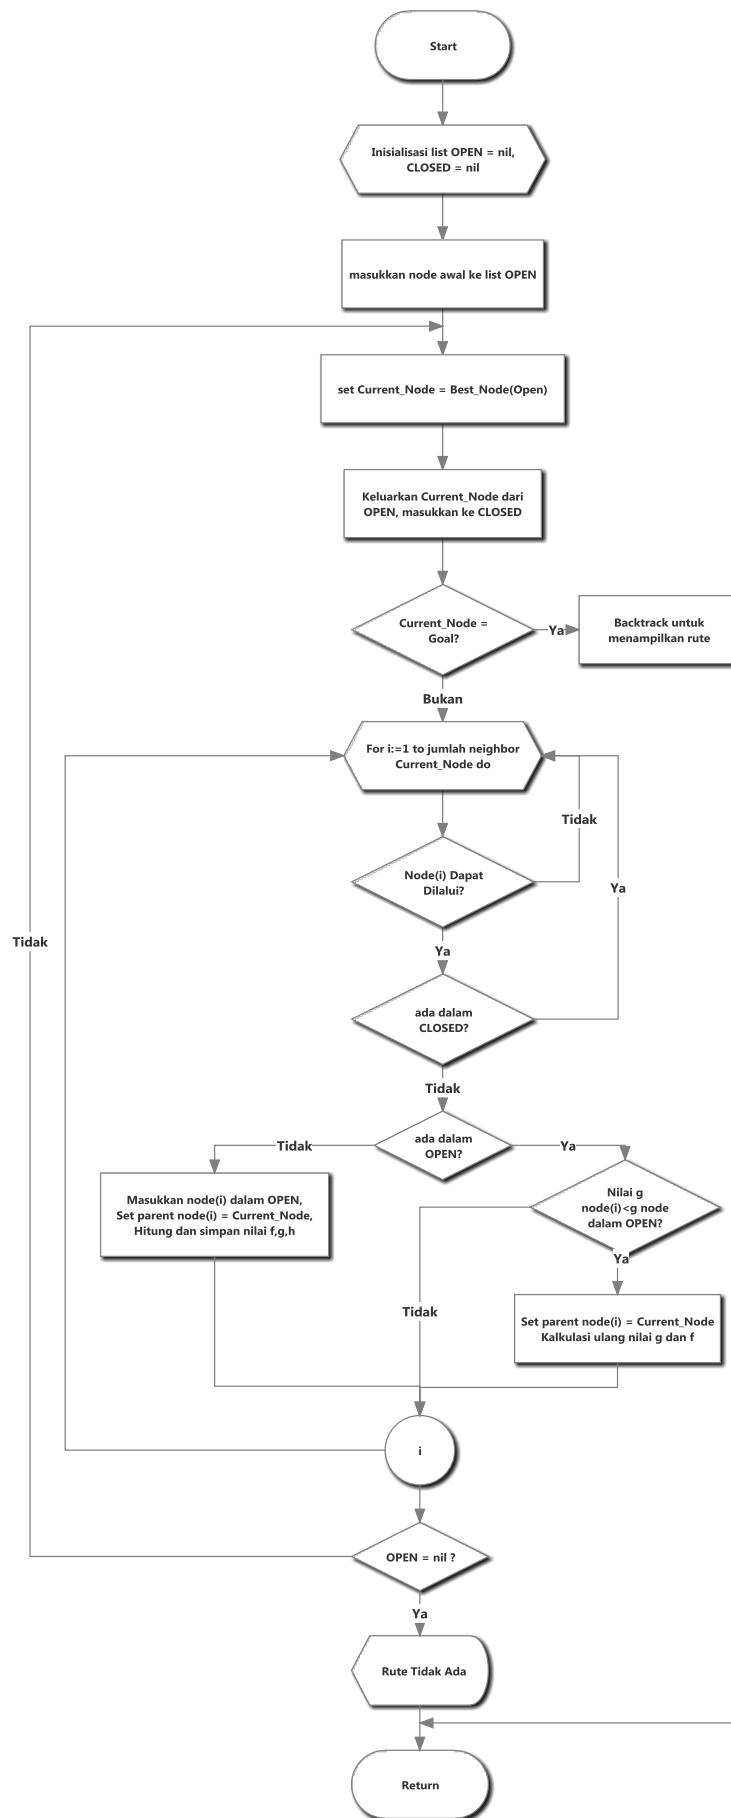 Start
Inisialisasi list OPEN = nil,
CLOSED = nil
masukkan node awal ke list OPEN
set Current_Node = Best_Node(Open)
Keluarkan Current_Node dari
OPEN, masukkan ke CLOSED
Current_Node =
Goal?
Ya
Backtrack untuk
menampilkan rute
Bukan
For i:=1 to jumlah neighbor
Current_Node do
Tidak
Node(i) Dapat
Dilalui?
Ya
Tidak
Ya
ada dalam
CLOSED?
Tidak
ada dalam
OPEN?
Tidak
Ya
Masukkan node(i) dalam OPEN,
Set parent node(i) = Current_Node,
Hitung dan simpan nilai f,g,h
Nilai g
node(i)<g node
dalam OPEN?
Ya
Tidak
Set parent node(i) = Current_Node
Kalkulasi ulang nilai g dan f
i
OPEN = nil ?
Ya
Rute Tidak Ada
Return